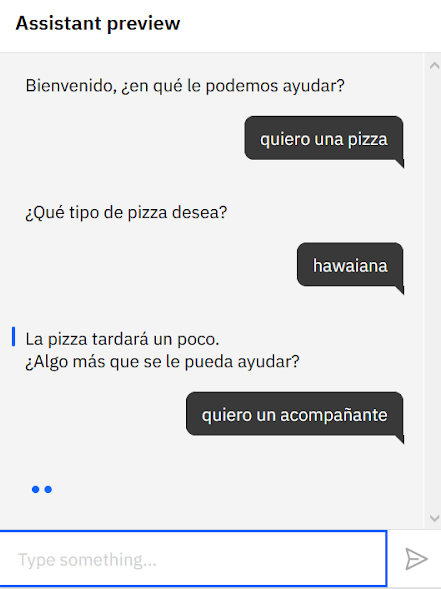 Assistant preview
Bienvenido, ¿en qué le podemos ayudar?
quiero una pizza
¿Qué tipo de pizza desea?
hawaiana
La pizza tardará un poco.
¿Algo más que se le pueda ayudar?
quiero un acompañante
Type something...